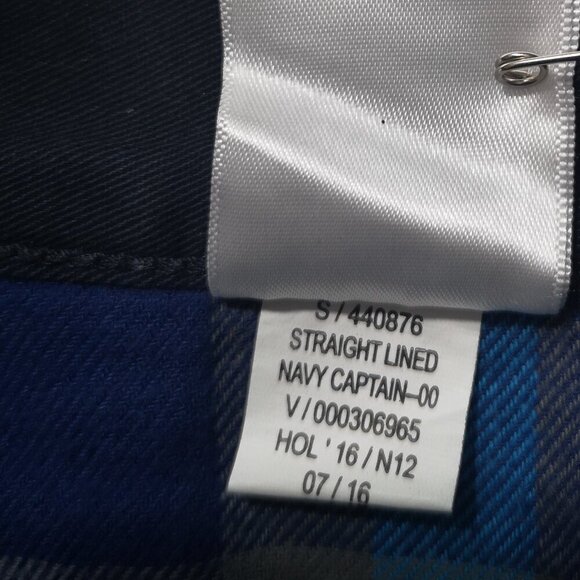 S / 440876
STRAIGHT LINED
NAVY CAPTAIN–00
V / 000306965
HOL ' 16 / N12
07 / 16